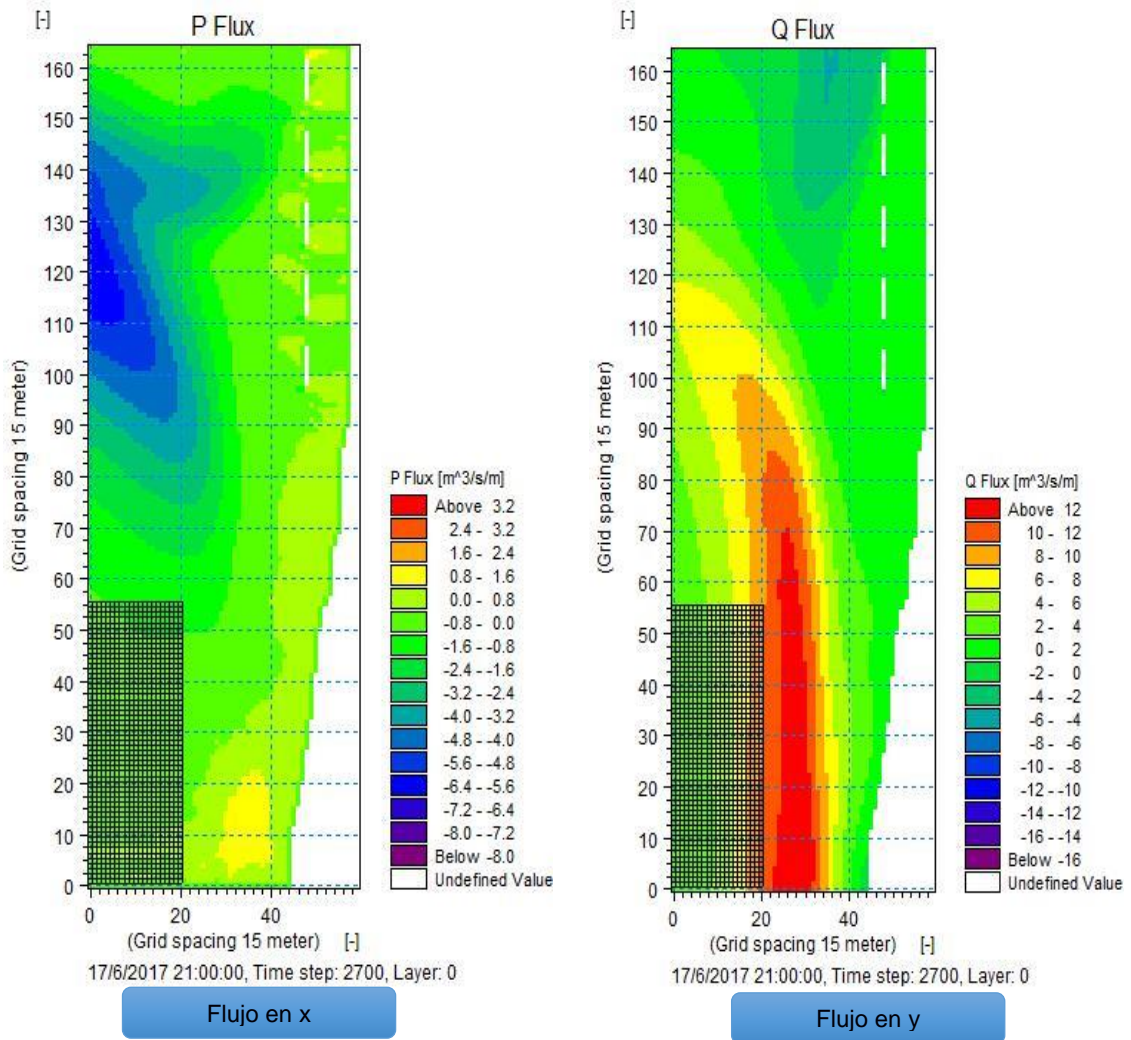 [-]
P Flux
160
150
140
130
120
110
100
90
80
70
60
50
40
30
20
10
0
(Grid spacing 15 meter)
0 20 40
(Grid spacing 15 meter) [-]
17/6/2017 21:00:00, Time step: 2700, Layer: 0
P Flux [m^3/s/m]
Above 3.2
2.4 - 3.2
1.6 - 2.4
0.8 - 1.6
0.0 - 0.8
-0.8 - 0.0
-1.6 - -0.8
-2.4 - -1.6
-3.2 - -2.4
-4.0 - -3.2
-4.8 - -4.0
-5.6 - -4.8
-6.4 - -5.6
-7.2 - -6.4
-8.0 - -7.2
Below -8.0
Undefined Value
Flujo en x
[-]
Q Flux
160
150
140
130
120
110
100
90
80
70
60
50
40
30
20
10
0
(Grid spacing 15 meter)
0 20 40
(Grid spacing 15 meter) [-]
17/6/2017 21:00:00, Time step: 2700, Layer: 0
Q Flux [m^3/s/m]
Above 12
10 - 12
8 - 10
6 - 8
4 - 6
2 - 4
0 - 2
-2 - 0
-4 - -2
-6 - -4
-8 - -6
-10 - -8
-12 - -10
-14 - -12
-16 - -14
Below -16
Undefined Value
Flujo en y